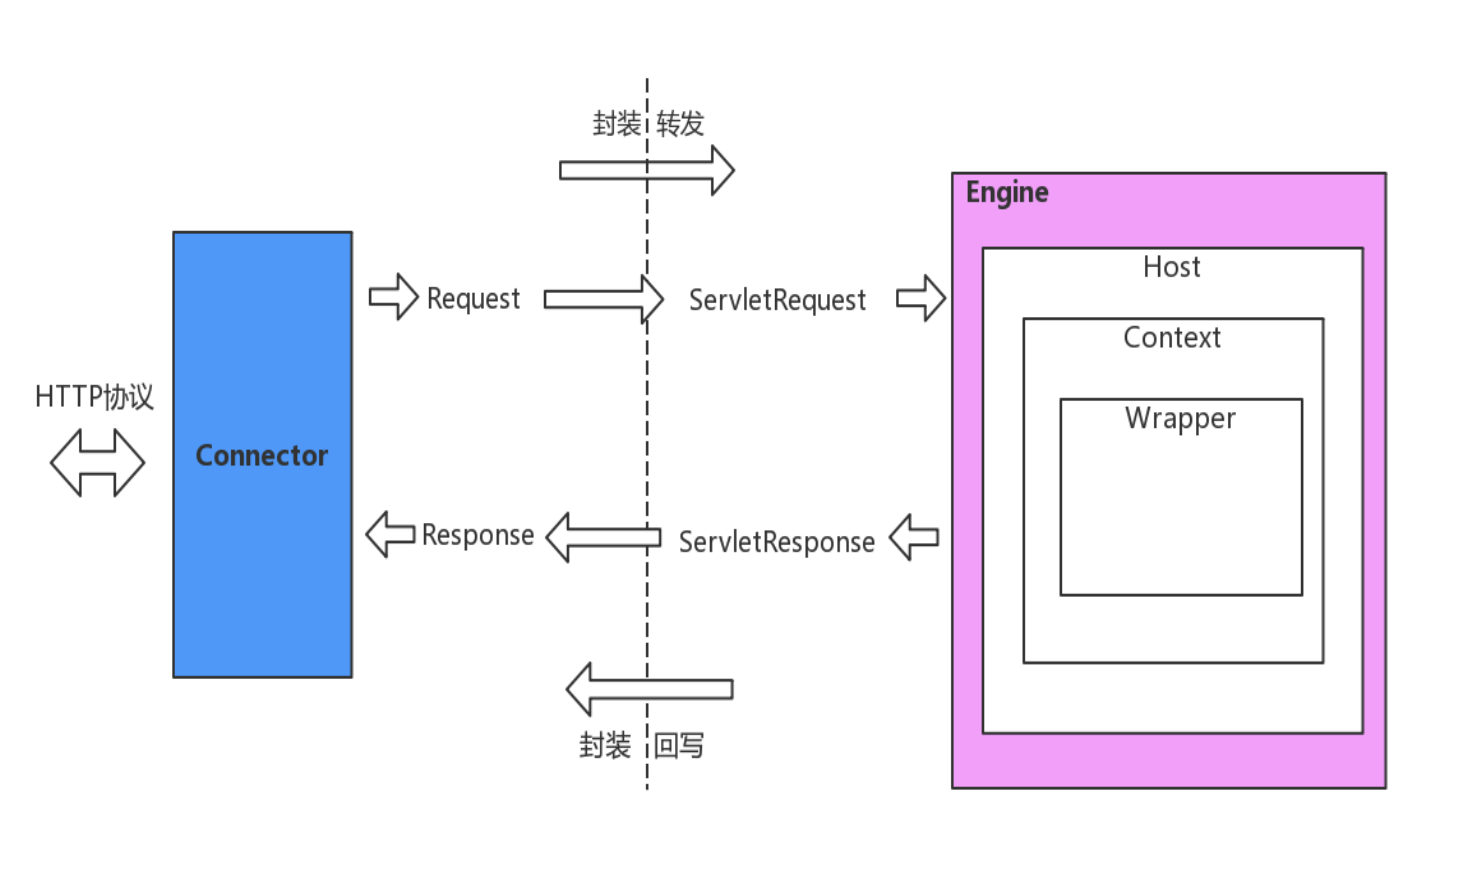 封装 转发
Engine
Host
Request
ServletRequest
Context
HTTP协议
Wrapper
Connector
Response
ServletResponse
封装 回写